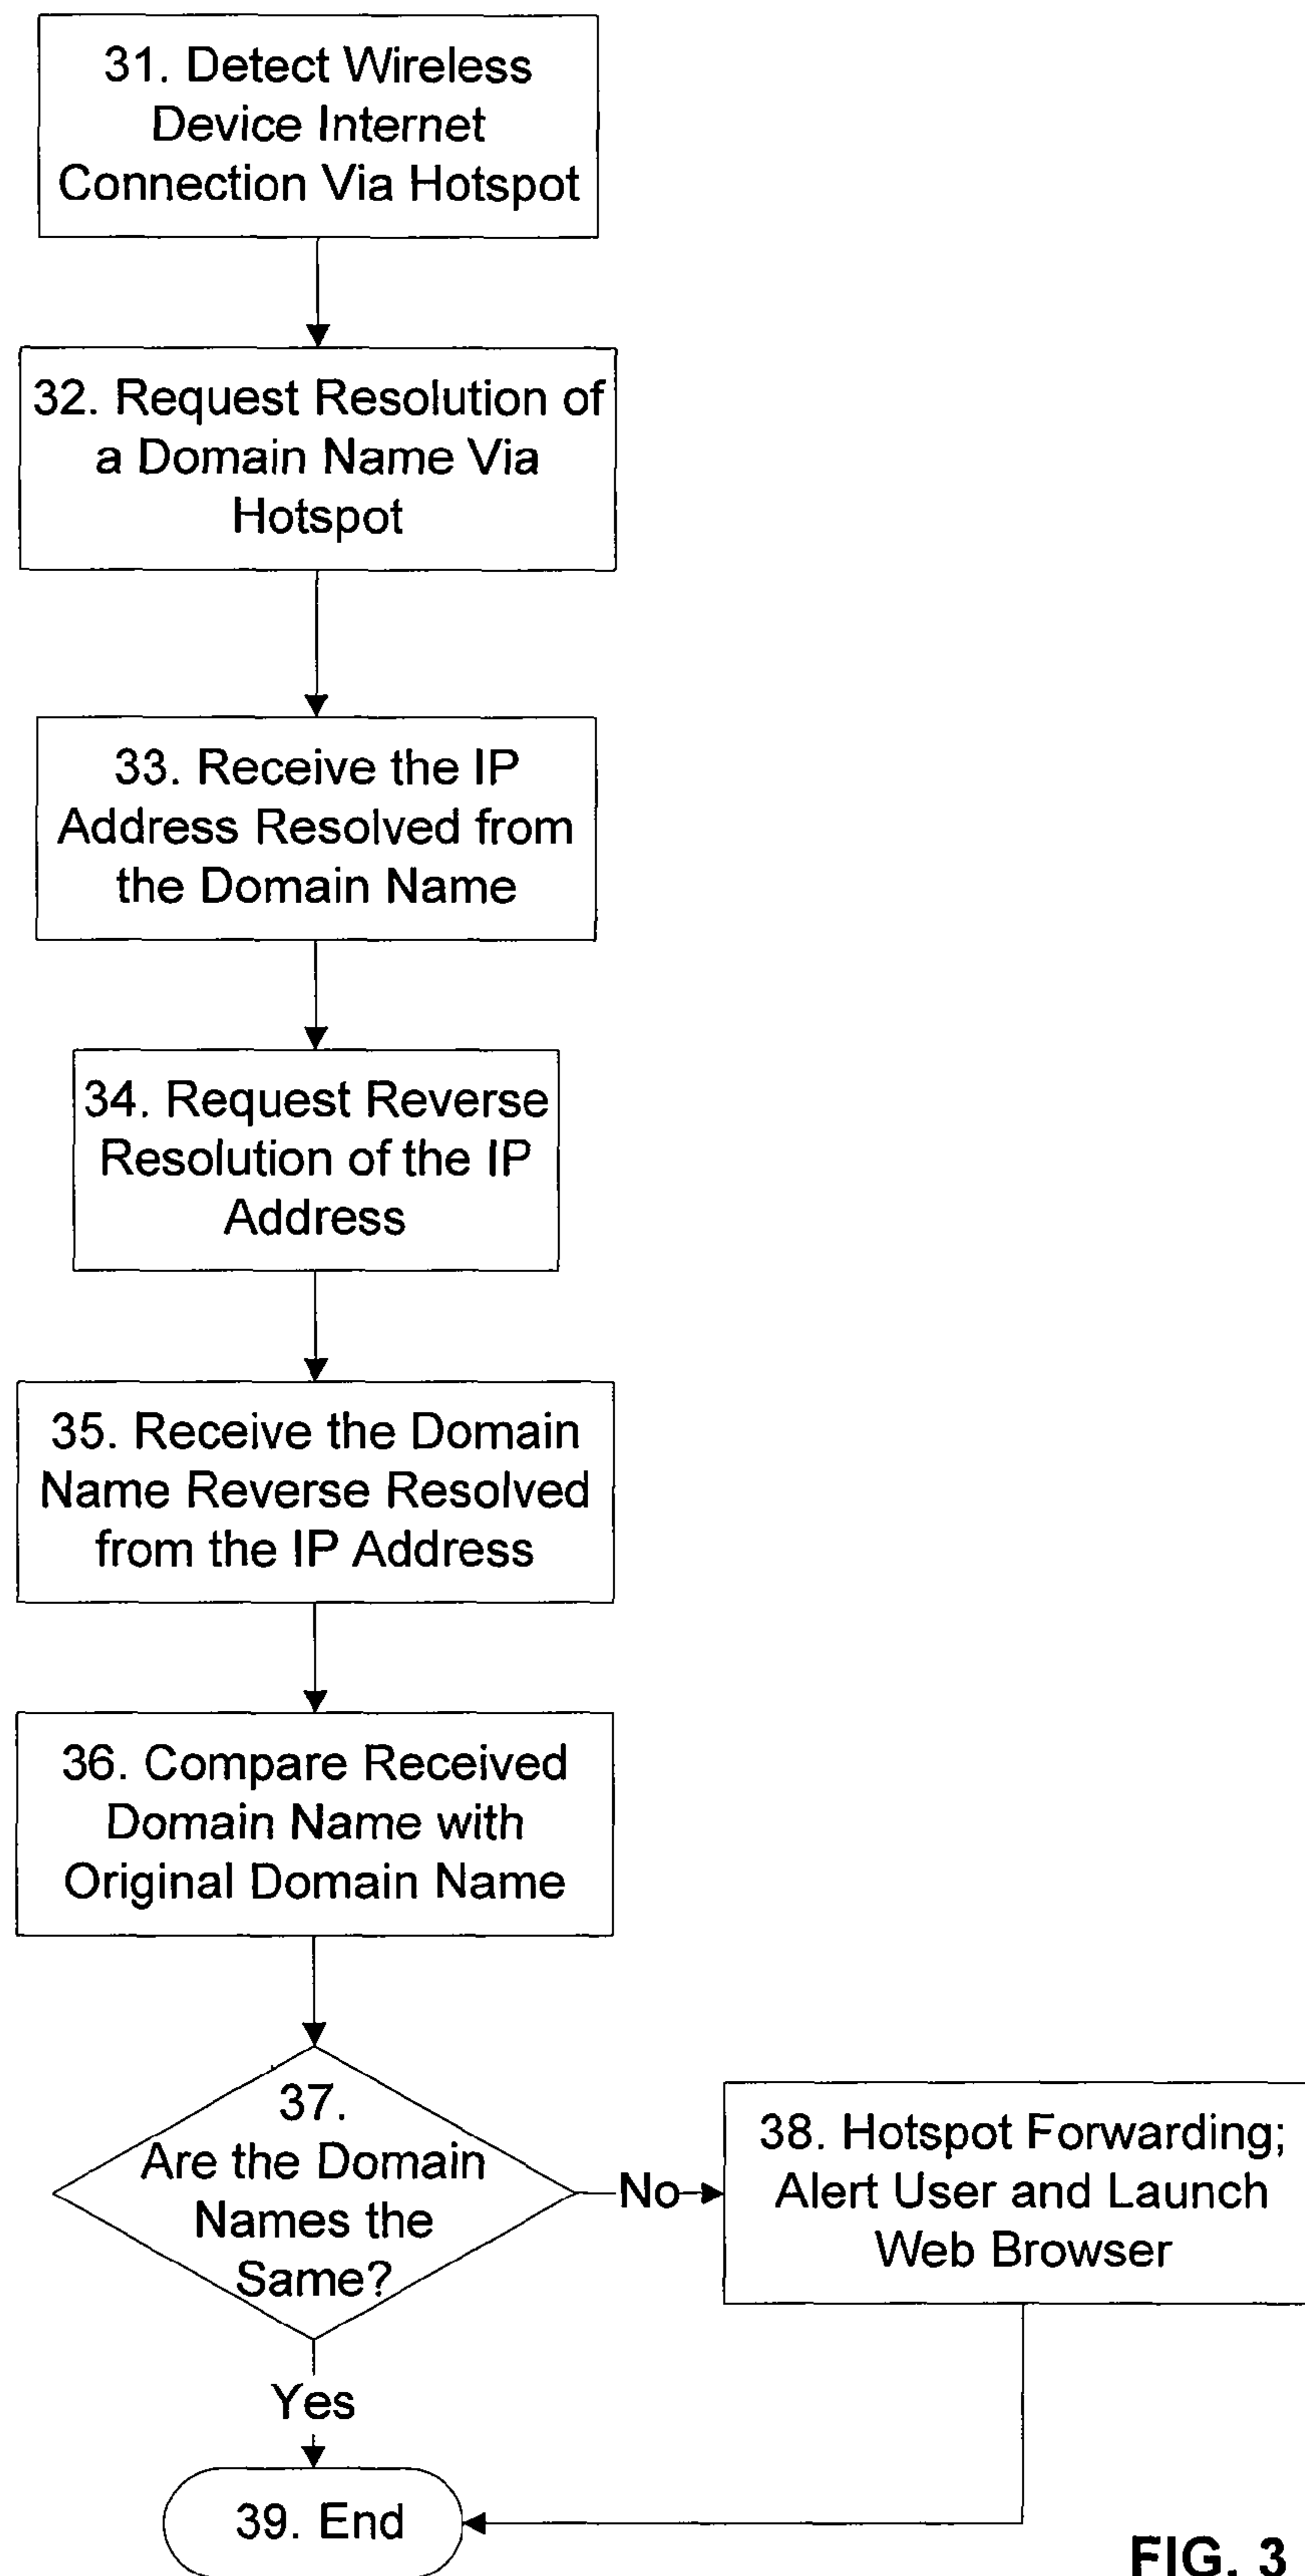 31. Detect Wireless
Device Internet
Connection Via Hotspot
32. Request Resolution of
a Domain Name Via
Hotspot
33. Receive the IP
Address Resolved from
the Domain Name
34. Request Reverse
Resolution of the IP
Address
35. Receive the Domain
Name Reverse Resolved
from the IP Address
36. Compare Received
Domain Name with
Original Domain Name
37.
Are the Domain
Names the
Same?
No
38. Hotspot Forwarding;
Alert User and Launch
Web Browser
Yes
39. End
FIG. 3